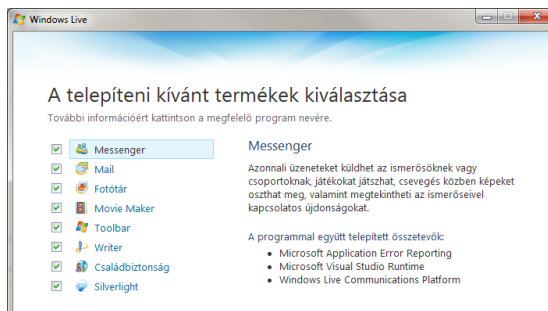 Windows Live
A telepíteni kívánt termékek kiválasztása
További információért kattintson a megfelelő program nevére.
Messenger
Mail
Fotótár
Movie Maker
Toolbar
Writer
Családbiztonság
Silverlight
Messenger
Azonnali üzeneteket küldhet az ismerősöknek vagy
csoportoknak, játékokat játszhat, csevegés közben képeket
oszthat meg, valamint megtekintheti az ismerőseivel
kapcsolatos újdonságokat.
A programmal együtt telepített összetevők:
• Microsoft Application Error Reporting
• Microsoft Visual Studio Runtime
• Windows Live Communications Platform